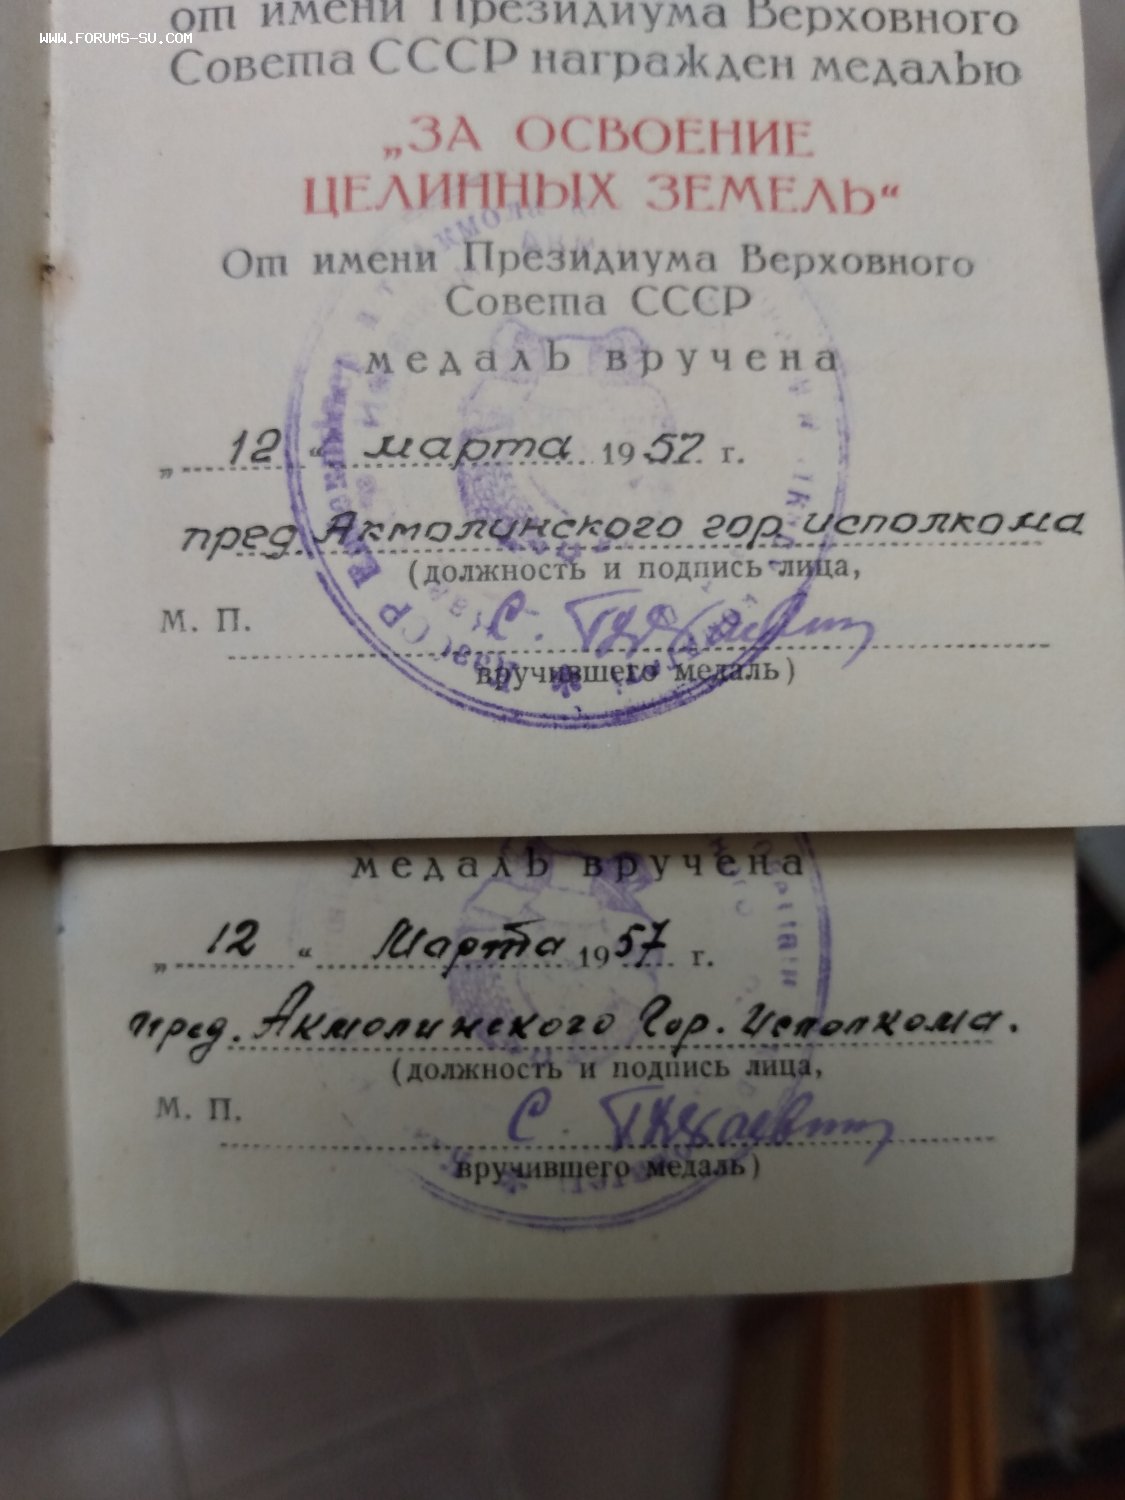 от имени Президиума Верховного
WWW.FORUMS-SU.COM
Совета СССР награжден медалью
„ЗА ОСВОЕНИЕ
ЦЕЛИННЫХ ЗЕМЕЛЬ“
От имени Президиума Верховного
Совета СССР
медаль вручена
„12“ марта 1957 г.
пред Акмолинского гор. исполкома
(должность и подпись лица,
М. П.
С.
вручившего медаль)
медаль вручена
„12“ Марта 1957 г.
пред. Акмолинского Гор. Исполкома.
(должность и подпись лица,
М. П.
С.
вручившего медаль)